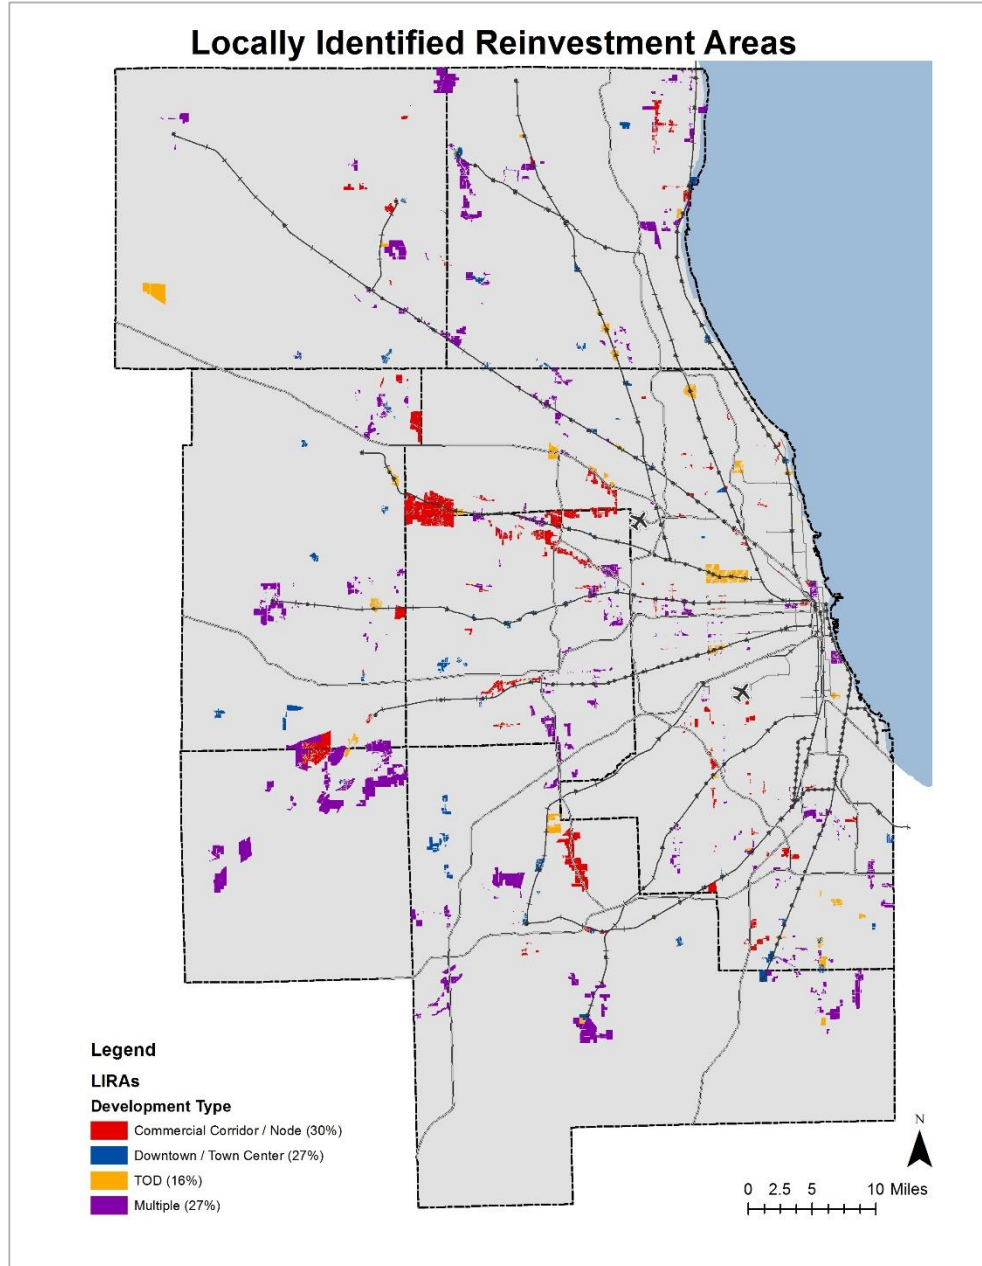 Locally Identified Reinvestment Areas
Legend
LIRAs
Development Type
Commercial Corridor / Node (30%)
Downtown / Town Center (27%)
TOD (16%)
Multiple (27%)
N
0 2.5 5 10 Miles